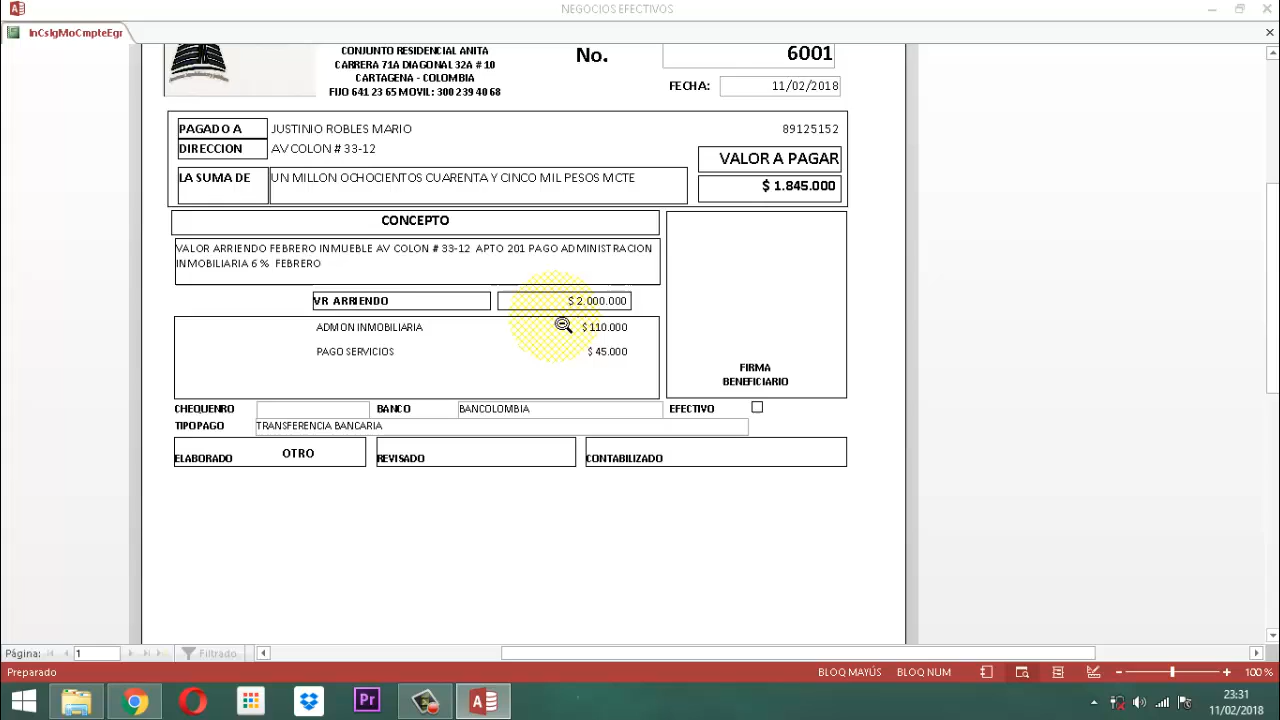 NEGOCIOS EFECTIVOS
InCsIgMoCmpteEgr
CONJUNTO RESIDENCIAL ANITA
CARRERA 71A DIAGONAL 32A # 10
CARTAGENA - COLOMBIA
FIJO 641 23 65 MOVIL : 300 239 40 68
No.
6001
FECHA:
11/02/2018
PAGADO A
JUSTINIO ROBLES MARIO
89125152
DIRECCION
AV COLON # 33-12
VALOR A PAGAR
LA SUMA DE
UN MILLON OCHOCIENTOS CUARENTA Y CINCO MIL PESOS MCTE
$ 1.845.000
CONCEPTO
VALOR ARRIENDO FEBRERO INMUEBLE AV COLON # 33-12 APTO 201 PAGO ADMINISTRACION
INMOBILIARIA 6 % FEBRERO
VR ARRIENDO
$ 2.000.000
ADMON INMOBILIARIA
$ 110.000
PAGO SERVICIOS
$ 45.000
FIRMA
BENEFICIARIO
CHEQUENRO
BANCO
BANCOLOMBIA
EFECTIVO
TIPOPAGO
TRANSFERENCIA BANCARIA
ELABORADO
OTRO
REVISADO
CONTABILIZADO
Página:
1
Filtrado
Preparado
BLOQ MAYÚS
BLOQ NUM
100 %
Pr
23:31
11/02/2018